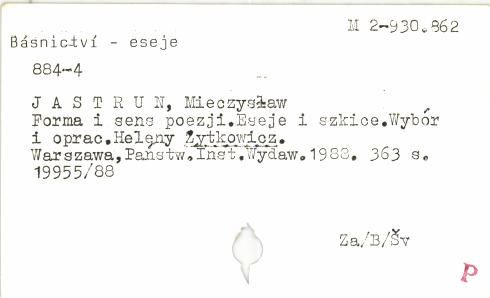 M 2-930.862
Básnictví - eseje
884-4
J A S T R U N, Mieczysław
Forma i sens poezji.Eseje i szkice.Wybór
i oprac.Heleny Żytkowicz.
Warszawa,Państw.Inst.Wydaw.1988. 363 s.
19955/88
Za/B/Šv
P